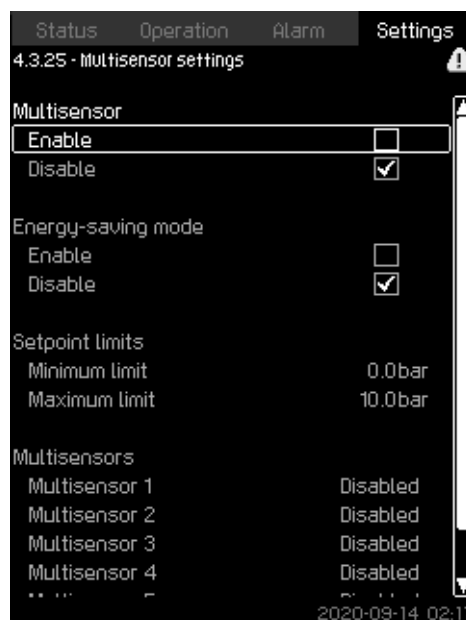 Status Operation Alarm Settings
4.3.25 - Multisensor settings
Multisensor
Enable
Disable
Energy-saving mode
Enable
Disable
Setpoint limits
Minimum limit 0.0bar
Maximum limit 10.0bar
Multisensors
Multisensor 1 Disabled
Multisensor 2 Disabled
Multisensor 3 Disabled
Multisensor 4 Disabled
2020-09-14